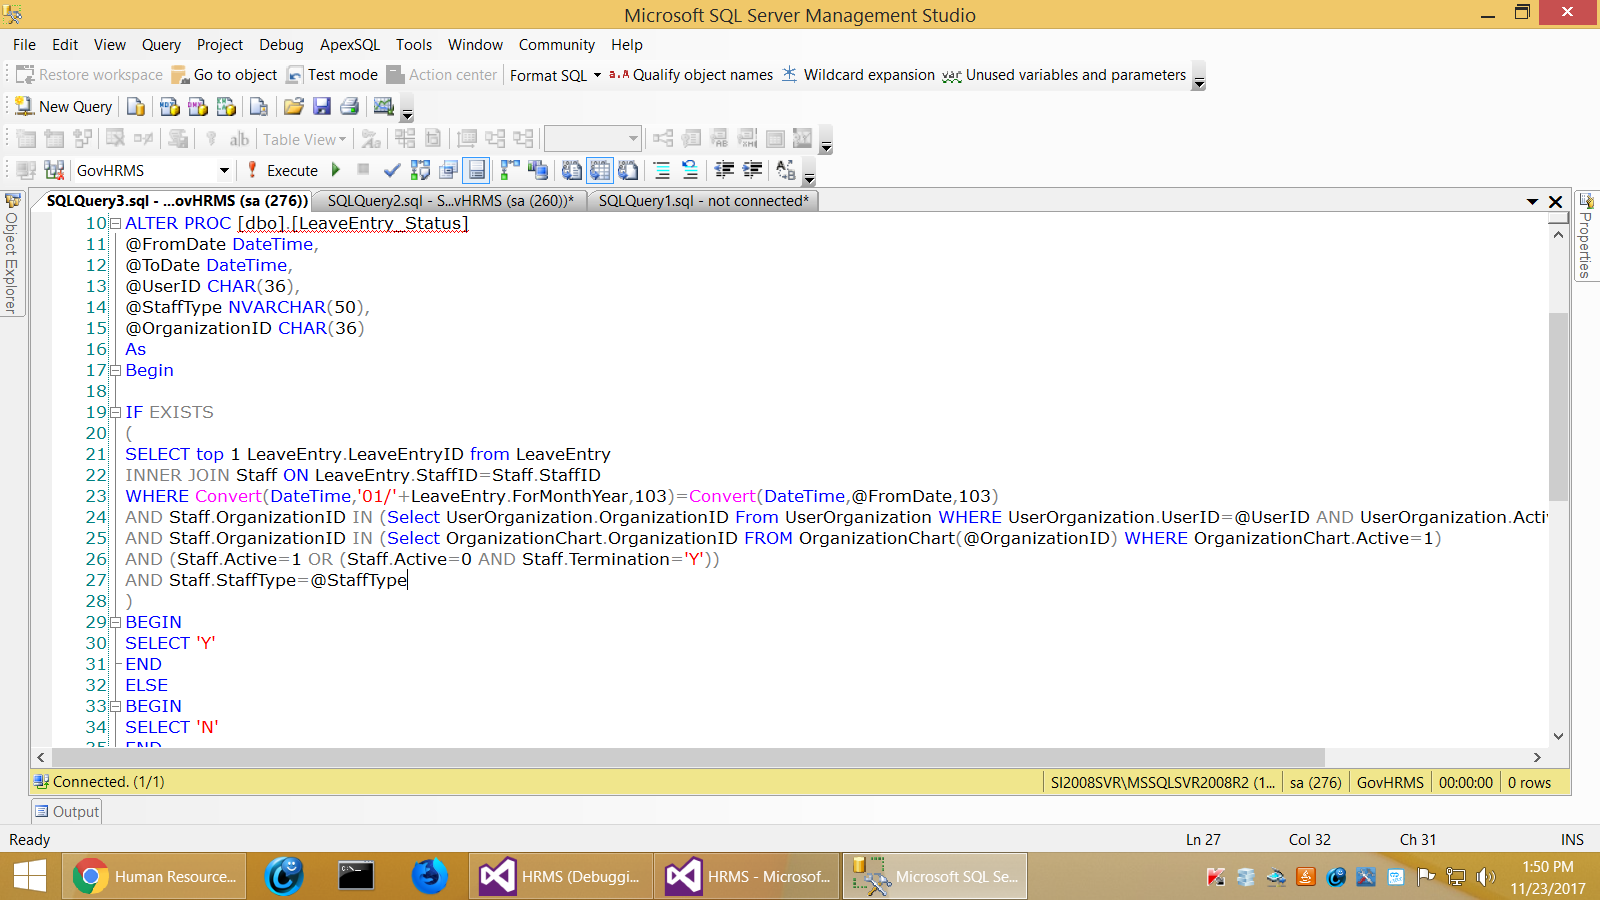 Microsoft SQL Server Management Studio
File Edit View Query Project Debug ApexSQL Tools Window Community Help
Restore workspace Go to object Test mode Action center Format SQL Qualify object names Wildcard expansion Unused variables and parameters
New Query
Table View
GovHRMS Execute
SQLQuery3.sql - ...ovHRMS (sa (276)) SQLQuery2.sql - S...vHRMS (sa (260))* SQLQuery1.sql - not connected*
Object Explorer
Properties
10 ALTER PROC [dbo].[LeaveEntry_Status]
11 @FromDate DateTime,
12 @ToDate DateTime,
13 @UserID CHAR(36),
14 @StaffType NVARCHAR(50),
15 @OrganizationID CHAR(36)
16 As
17 Begin
18
19 IF EXISTS
20 (
21 SELECT top 1 LeaveEntry.LeaveEntryID from LeaveEntry
22 INNER JOIN Staff ON LeaveEntry.StaffID=Staff.StaffID
23 WHERE Convert(DateTime,'01/'+LeaveEntry.ForMonthYear,103)=Convert(DateTime,@FromDate,103)
24 AND Staff.OrganizationID IN (Select UserOrganization.OrganizationID From UserOrganization WHERE UserOrganization.UserID=@UserID AND UserOrganization.Acti
25 AND Staff.OrganizationID IN (Select OrganizationChart.OrganizationID FROM OrganizationChart(@OrganizationID) WHERE OrganizationChart.Active=1)
26 AND (Staff.Active=1 OR (Staff.Active=0 AND Staff.Termination='Y'))
27 AND Staff.StaffType=@StaffType
28 )
29 BEGIN
30 SELECT 'Y'
31 END
32 ELSE
33 BEGIN
34 SELECT 'N'
35 END
Connected. (1/1) SI2008SVR\MSSQLSVR2008R2 (1... sa (276) GovHRMS 00:00:00 0 rows
Output
Ready Ln 27 Col 32 Ch 31 INS
Human Resource... HRMS (Debuggi... HRMS - Microsof... Microsoft SQL Se... 1:50 PM
11/23/2017